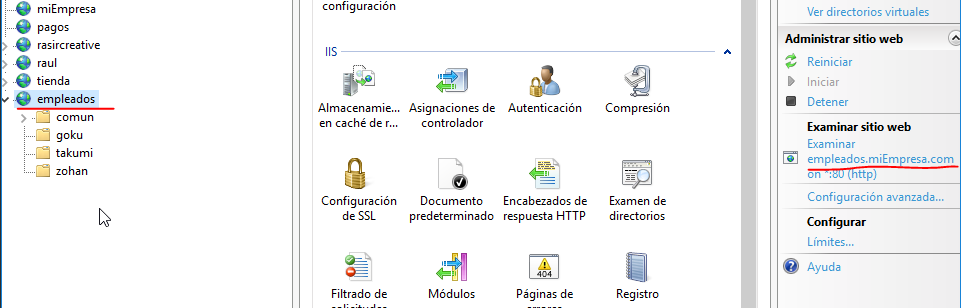 miEmpresa
pagos
rasircreative
raul
tienda
empleados
comun
goku
takumi
zohan
configuración
IIS
Almacenamie...
en caché de r...
Asignaciones de
controlador
Autenticación
Compresión
Configuración
de SSL
Documento
predeterminado
Encabezados de
respuesta HTTP
Examen de
directorios
Filtrado de
Módulos
404
Páginas de
Registro
Ver directorios virtuales
Administrar sitio web
Reiniciar
Iniciar
Detener
Examinar sitio web
Examinar
empleados.miEmpresa.com
on *:80 (http)
Configuración avanzada...
Configurar
Límites...
Ayuda